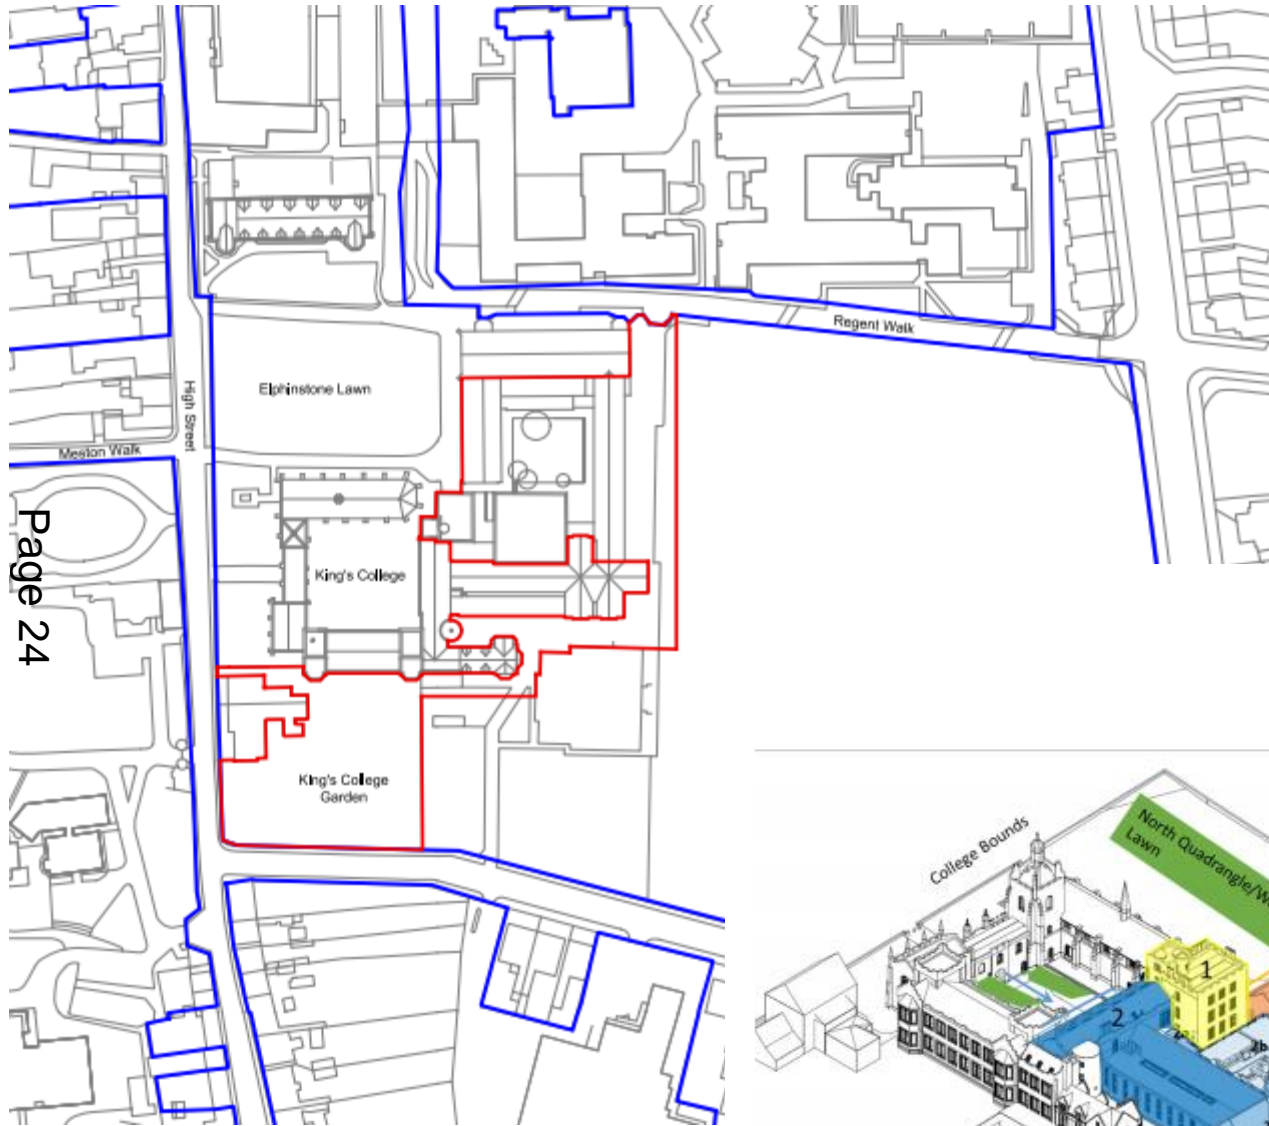 Regent Walk
Elphinstone Lawn
High Street
Meston Walk
Page 24
King's College
King's College
Garden
College Bounds
North Quadrangle/W
Lawn
1
2